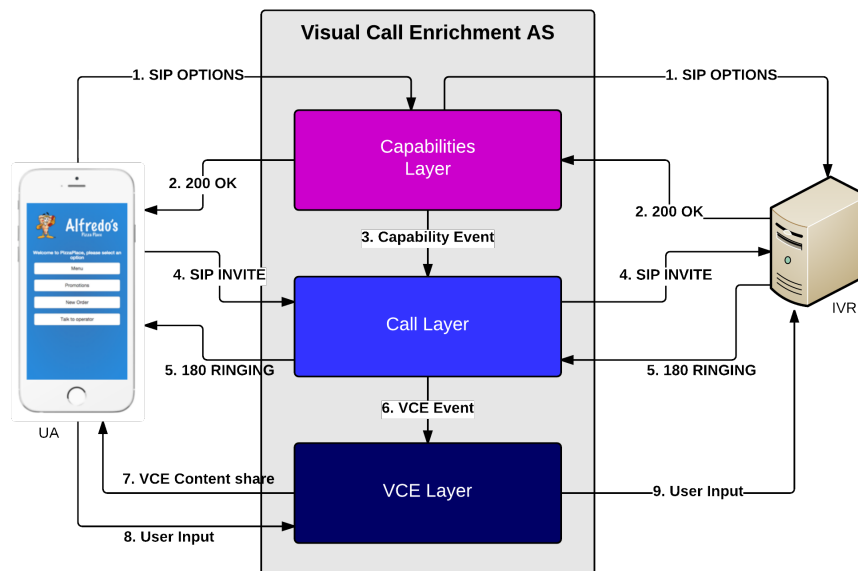 Visual Call Enrichment AS
1. SIP OPTIONS
1. SIP OPTIONS
Capabilities
Layer
2. 200 OK
2. 200 OK
3. Capability Event
Alfredo's
Pizza Place
Welcome to PizzaPlace, please select an
option
Menu
Promotions
New Order
Talk to operator
4. SIP INVITE
4. SIP INVITE
IVR
Call Layer
5. 180 RINGING
5. 180 RINGING
6. VCE Event
UA
7. VCE Content share
VCE Layer
9. User Input
8. User Input